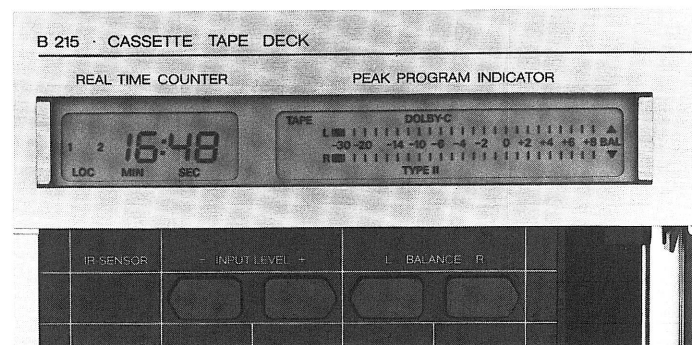 B 215 · CASSETTE TAPE DECK
REAL TIME COUNTER PEAK PROGRAM INDICATOR
TAPE DOLBY-C
L
1 2 16:48 -30 -20 -14 -10 -6 -4 -2 0 +2 +4 +6 +8 BAL
R
LOC MIN SEC TYPE II
IR-SENSOR - INPUT LEVEL + L BALANCE R